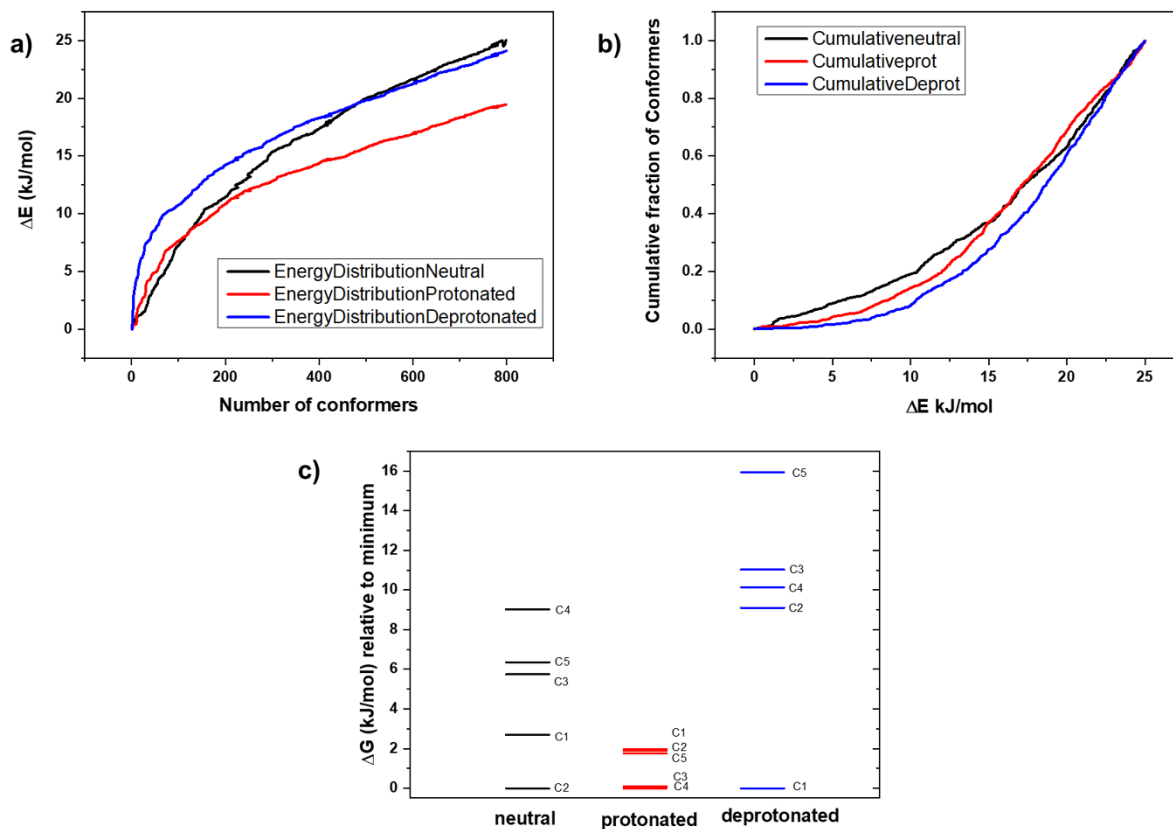 a)
25
20
15
10
5
0
ΔE (kJ/mol)
EnergyDistributionNeutral
EnergyDistributionProtonated
EnergyDistributionDeprotonated
0
200
400
600
800
Number of conformers
b)
1.0
0.8
0.6
0.4
0.2
0.0
Cumulative fraction of Conformers
Cumulativeneutral
Cumulativeprot
CumulativeDeprot
0
5
10
15
20
25
ΔE kJ/mol
c)
16
14
12
10
8
6
4
2
0
ΔG (kJ/mol) relative to minimum
C4
C5
C3
C1
C2
C1
C2
C5
C3
C4
C5
C3
C4
C2
C1
neutral
protonated
deprotonated